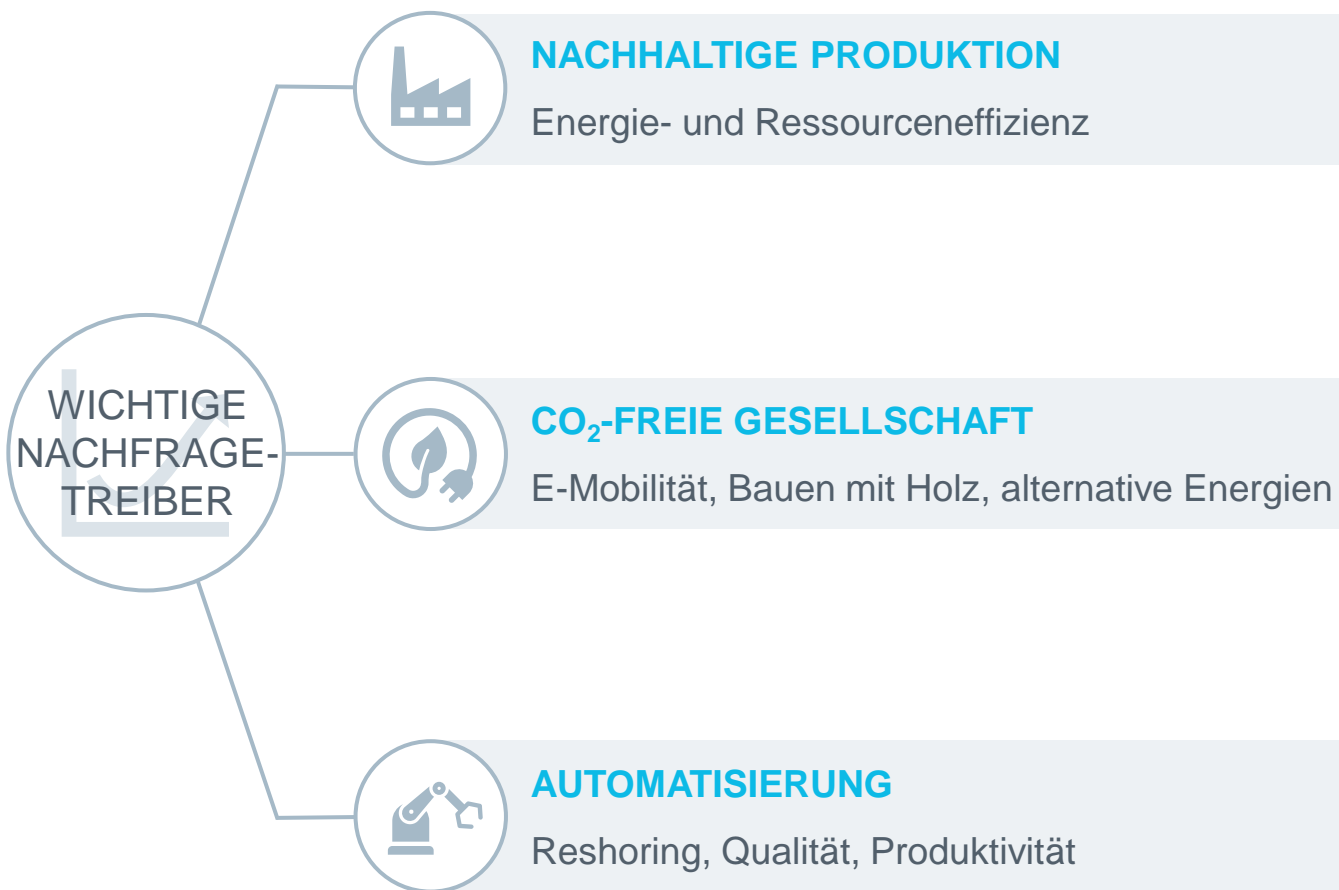 NACHHALTIGE PRODUKTION
Energie- und Ressourceneffizienz
WICHTIGE
NACHFRAGE-
TREIBER
CO₂-FREIE GESELLSCHAFT
E-Mobilität, Bauen mit Holz, alternative Energien
AUTOMATISIERUNG
Reshoring, Qualität, Produktivität